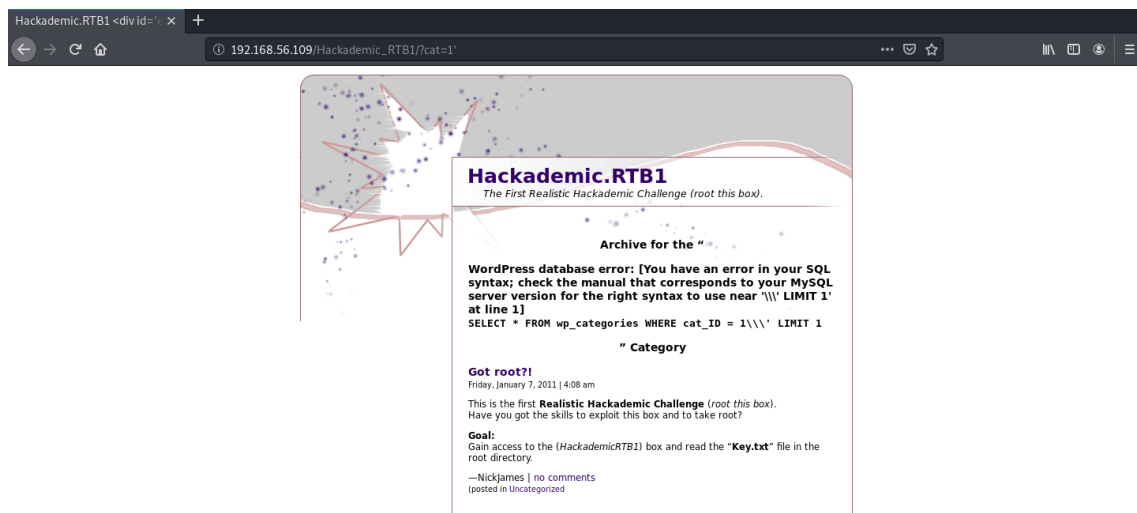 Hackademic.RTB1 <div id='e
192.168.56.109/Hackademic_RTB1/?cat=1'
Hackademic.RTB1
The First Realistic Hackademic Challenge (root this box).
Archive for the “
WordPress database error: [You have an error in your SQL
syntax; check the manual that corresponds to your MySQL
server version for the right syntax to use near '\\\' LIMIT 1'
at line 1]
SELECT * FROM wp_categories WHERE cat_ID = 1\\\' LIMIT 1
” Category
Got root?!
Friday, January 7, 2011 | 4:08 am
This is the first Realistic Hackademic Challenge (root this box).
Have you got the skills to exploit this box and to take root?
Goal:
Gain access to the (HackademicRTB1) box and read the “Key.txt” file in the
root directory.
—NickJames | no comments
(posted in Uncategorized